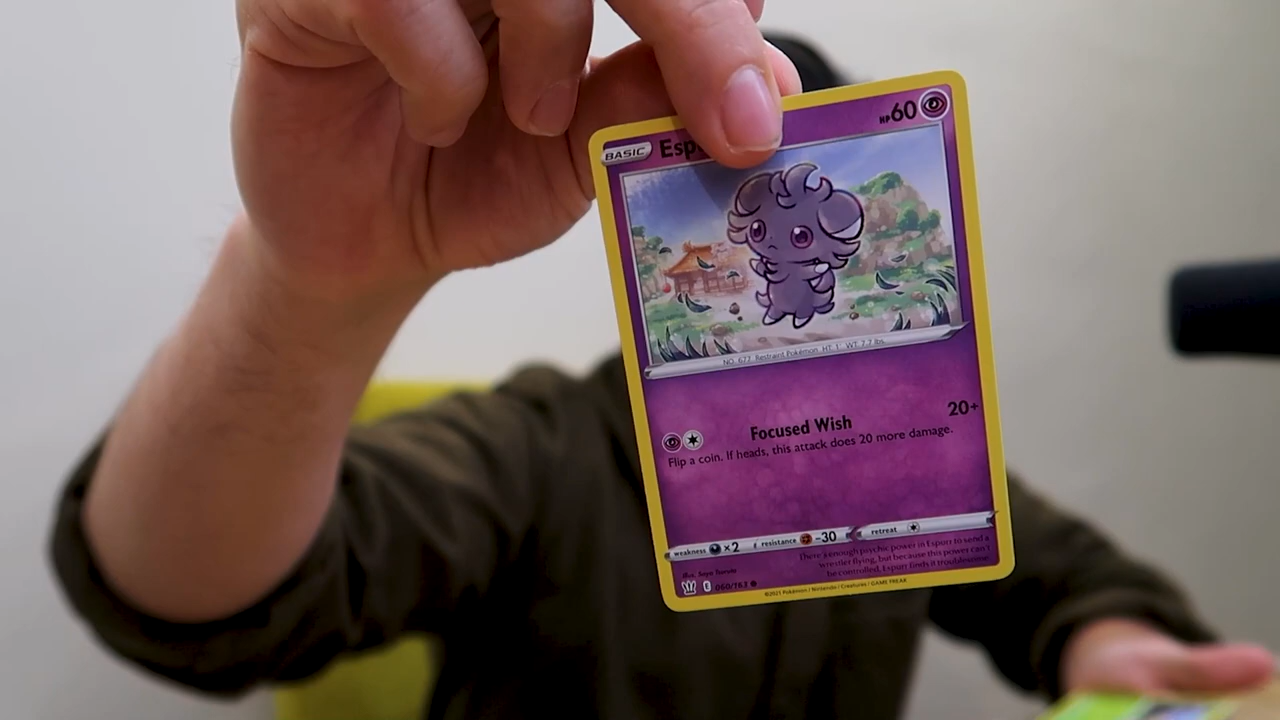 BASIC Esp HP60
NO. 677 Restraint Pokémon HT. 1' WT. 7.7 lbs.
Focused Wish 20+
Flip a coin. If heads, this attack does 20 more damage.
weakness ×2 resistance -30 retreat
There's enough psychic power in Espurr to send a
wrestler flying, but because this power can't
be controlled, Espurr finds it troublesome.
Illus. Saya Tsuruta
E 060/163
©2021 Pokémon / Nintendo / Creatures / GAME FREAK